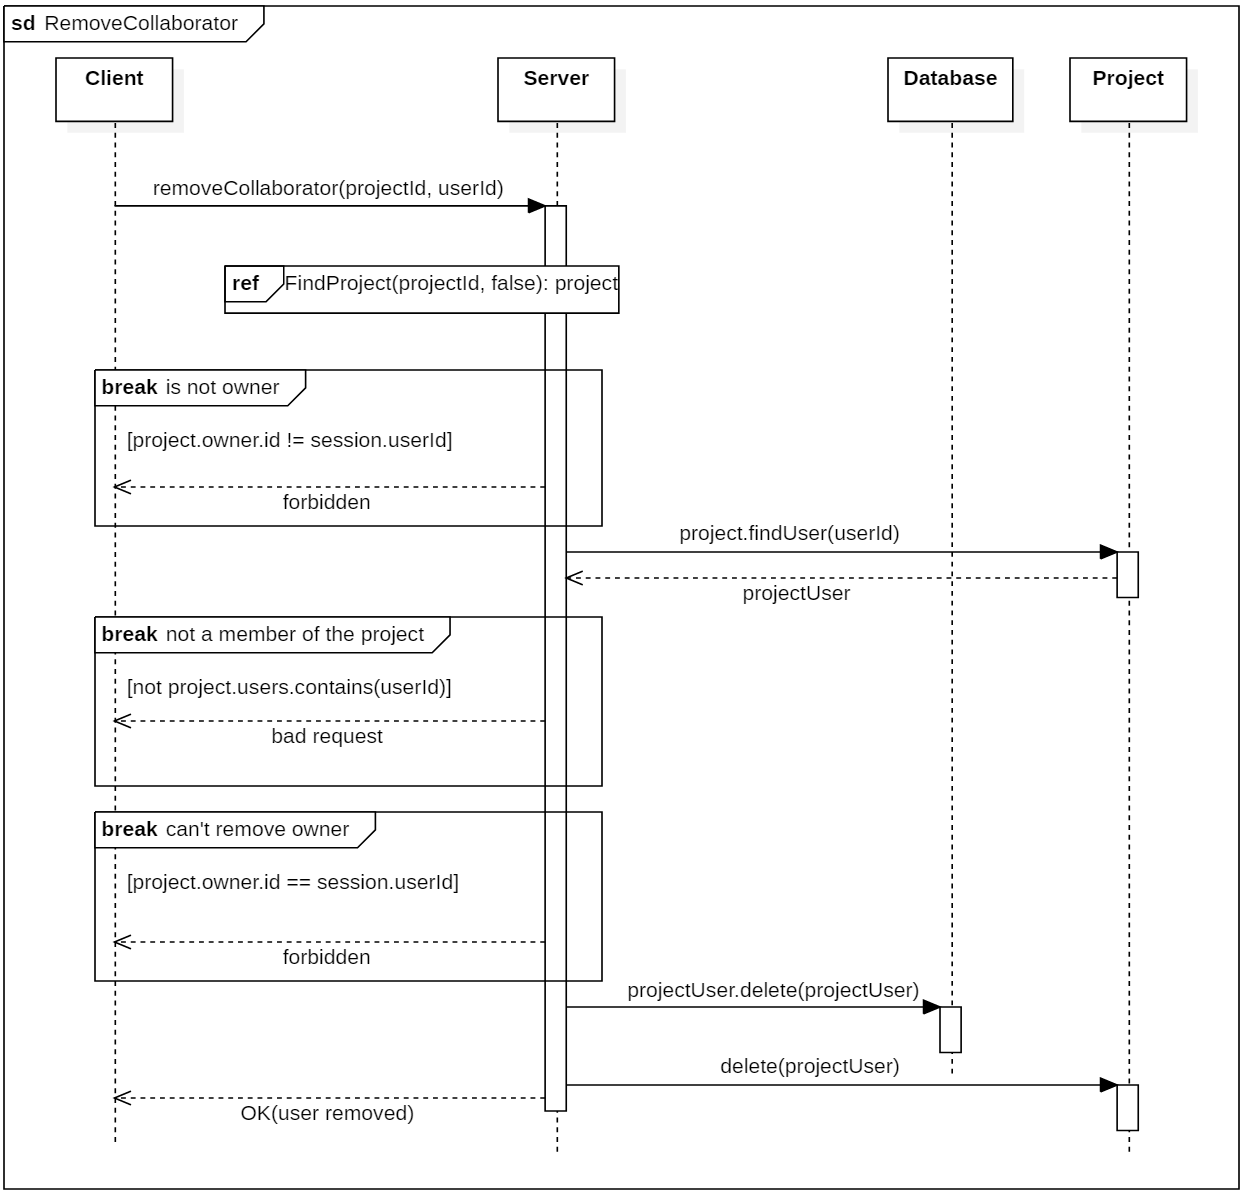 sd RemoveCollaborator
Client
Server
Database
Project
removeCollaborator(projectId, userId)
ref FindProject(projectId, false): project
break is not owner
[project.owner.id != session.userId]
forbidden
project.findUser(userId)
projectUser
break not a member of the project
[not project.users.contains(userId)]
bad request
break can't remove owner
[project.owner.id == session.userId]
forbidden
projectUser.delete(projectUser)
delete(projectUser)
OK(user removed)